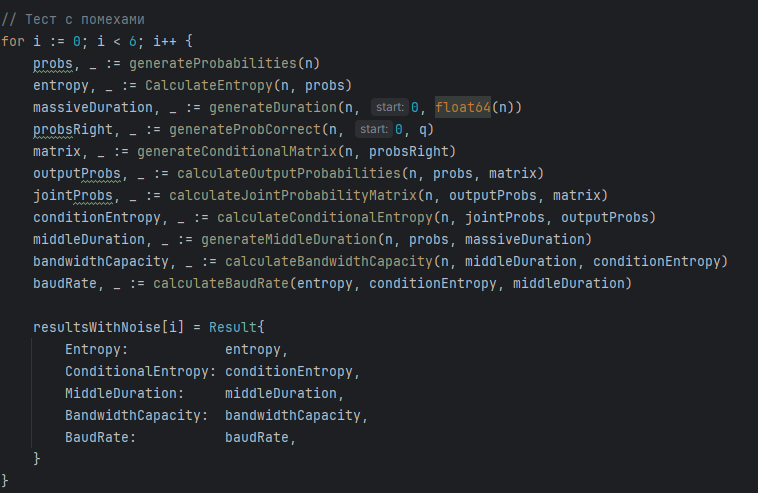 // Тест с помехами
for i := 0; i < 6; i++ {
    probs, _ := generateProbabilities(n)
    entropy, _ := CalculateEntropy(n, probs)
    massiveDuration, _ := generateDuration(n, start: 0, float64(n))
    probsRight, _ := generateProbCorrect(n, start: 0, q)
    matrix, _ := generateConditionalMatrix(n, probsRight)
    outputProbs, _ := calculateOutputProbabilities(n, probs, matrix)
    jointProbs, _ := calculateJointProbabilityMatrix(n, outputProbs, matrix)
    conditionEntropy, _ := calculateConditionalEntropy(n, jointProbs, outputProbs)
    middleDuration, _ := generateMiddleDuration(n, probs, massiveDuration)
    bandwidthCapacity, _ := calculateBandwidthCapacity(n, middleDuration, conditionEntropy)
    baudRate, _ := calculateBaudRate(entropy, conditionEntropy, middleDuration)

    resultsWithNoise[i] = Result{
        Entropy:            entropy,
        ConditionalEntropy: conditionEntropy,
        MiddleDuration:     middleDuration,
        BandwidthCapacity:  bandwidthCapacity,
        BaudRate:           baudRate,
    }
}